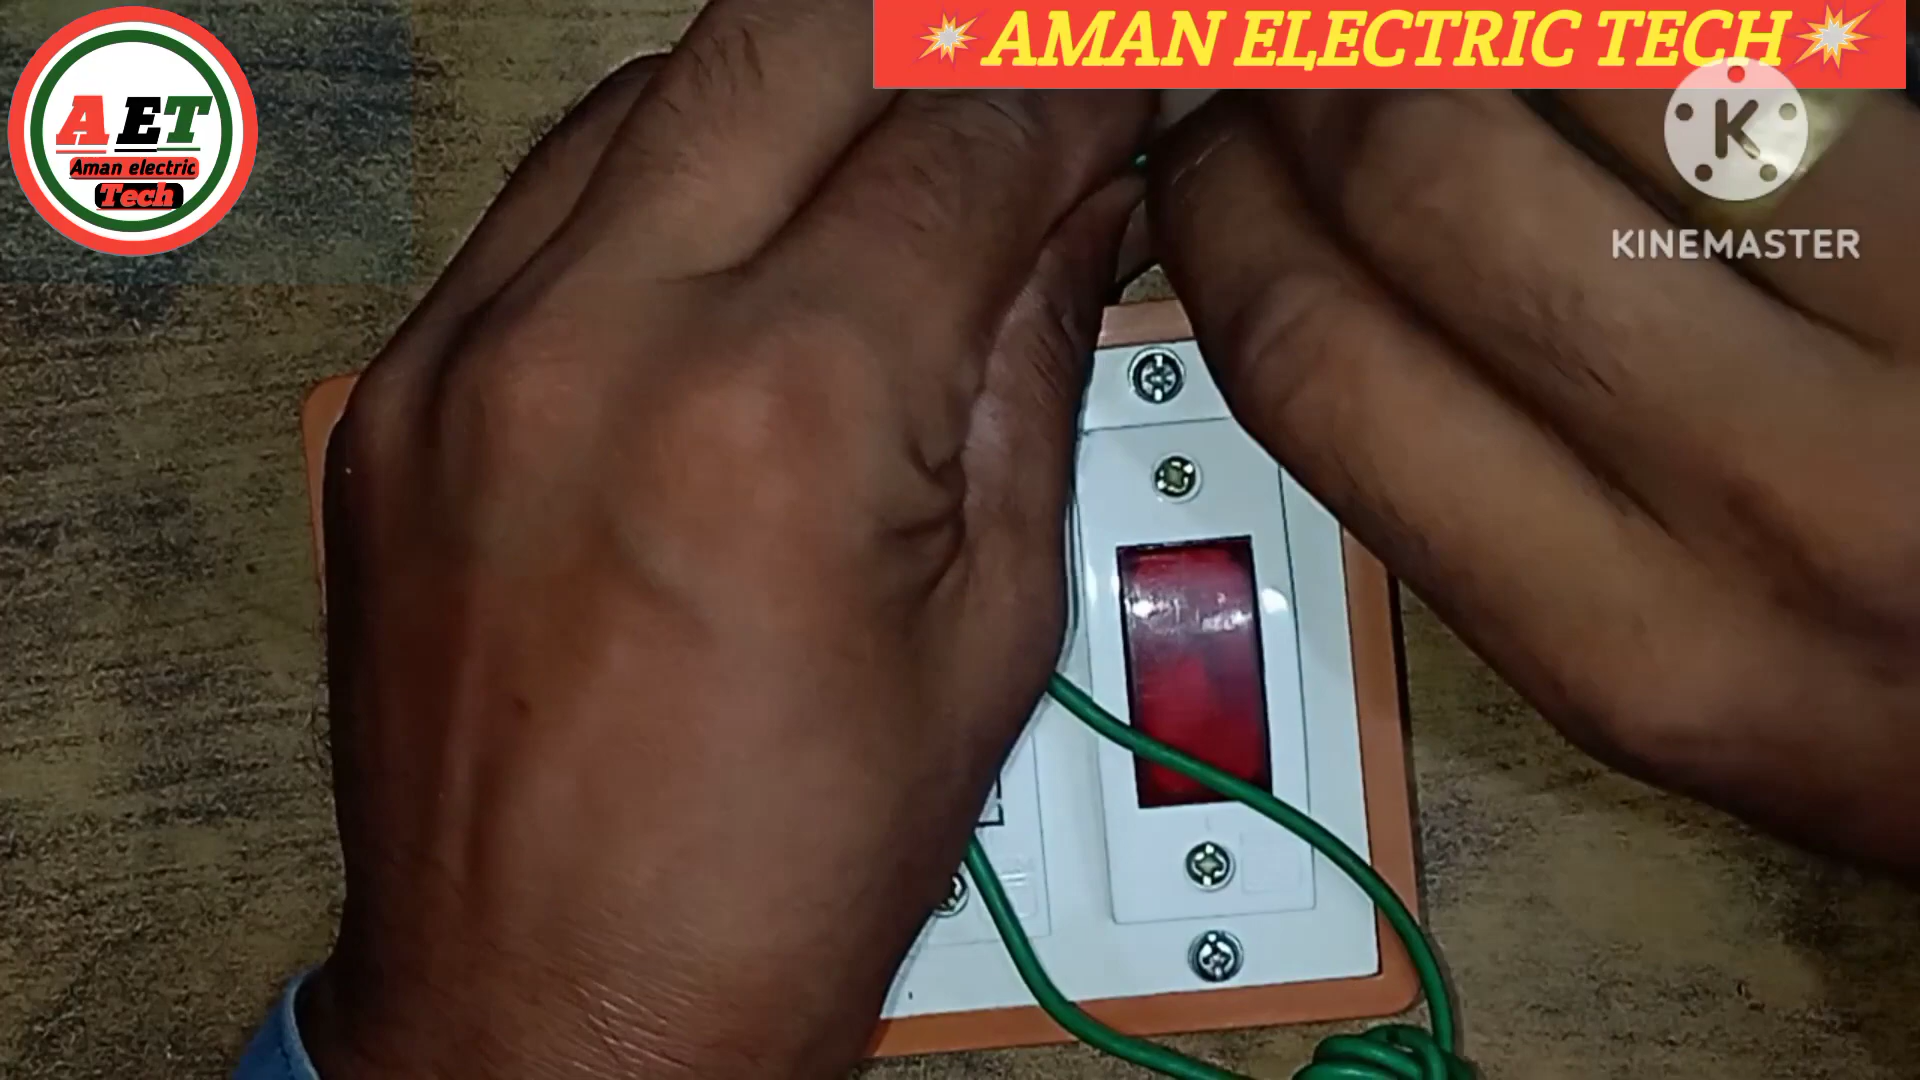 AMAN ELECTRIC TECH
AET
Aman electric
Tech
K
KINEMASTER